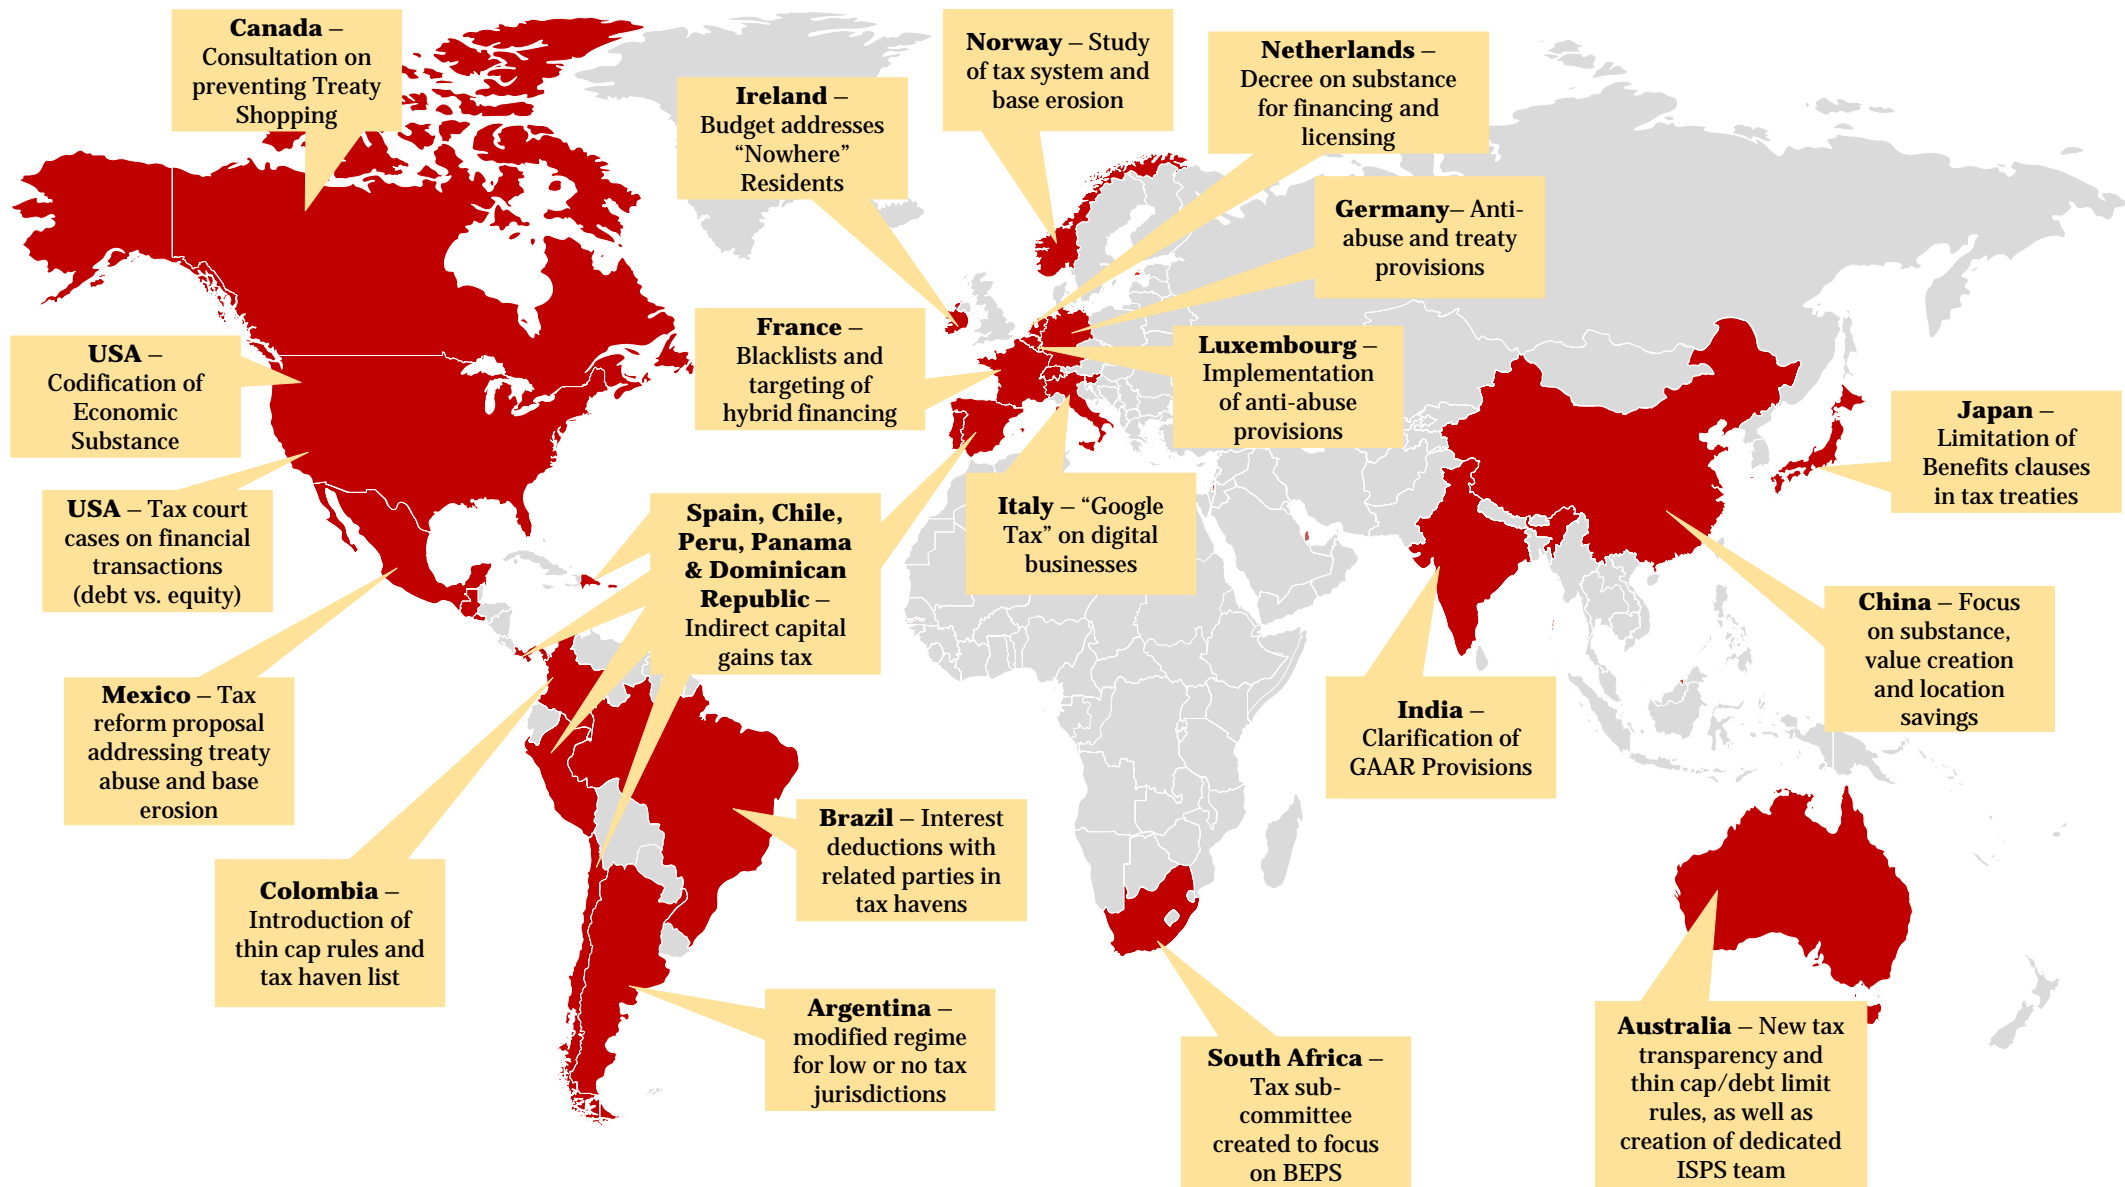 Canada –
Consultation on
preventing Treaty
Shopping
Norway – Study
of tax system and
base erosion
Netherlands –
Decree on substance
for financing and
licensing
Ireland –
Budget addresses
“Nowhere”
Residents
Germany– Anti-
abuse and treaty
provisions
USA –
Codification of
Economic
Substance
France –
Blacklists and
targeting of
hybrid financing
Luxembourg –
Implementation
of anti-abuse
provisions
Japan –
Limitation of
Benefits clauses
in tax treaties
USA – Tax court
cases on financial
transactions
(debt vs. equity)
Spain, Chile,
Peru, Panama
& Dominican
Republic –
Indirect capital
gains tax
Italy – “Google
Tax” on digital
businesses
China – Focus
on substance,
value creation
and location
savings
Mexico – Tax
reform proposal
addressing treaty
abuse and base
erosion
India –
Clarification of
GAAR Provisions
Brazil – Interest
deductions with
related parties in
tax havens
Colombia –
Introduction of
thin cap rules and
tax haven list
Argentina –
modified regime
for low or no tax
jurisdictions
South Africa –
Tax sub-
committee
created to focus
on BEPS
Australia – New tax
transparency and
thin cap/debt limit
rules, as well as
creation of dedicated
ISPS team